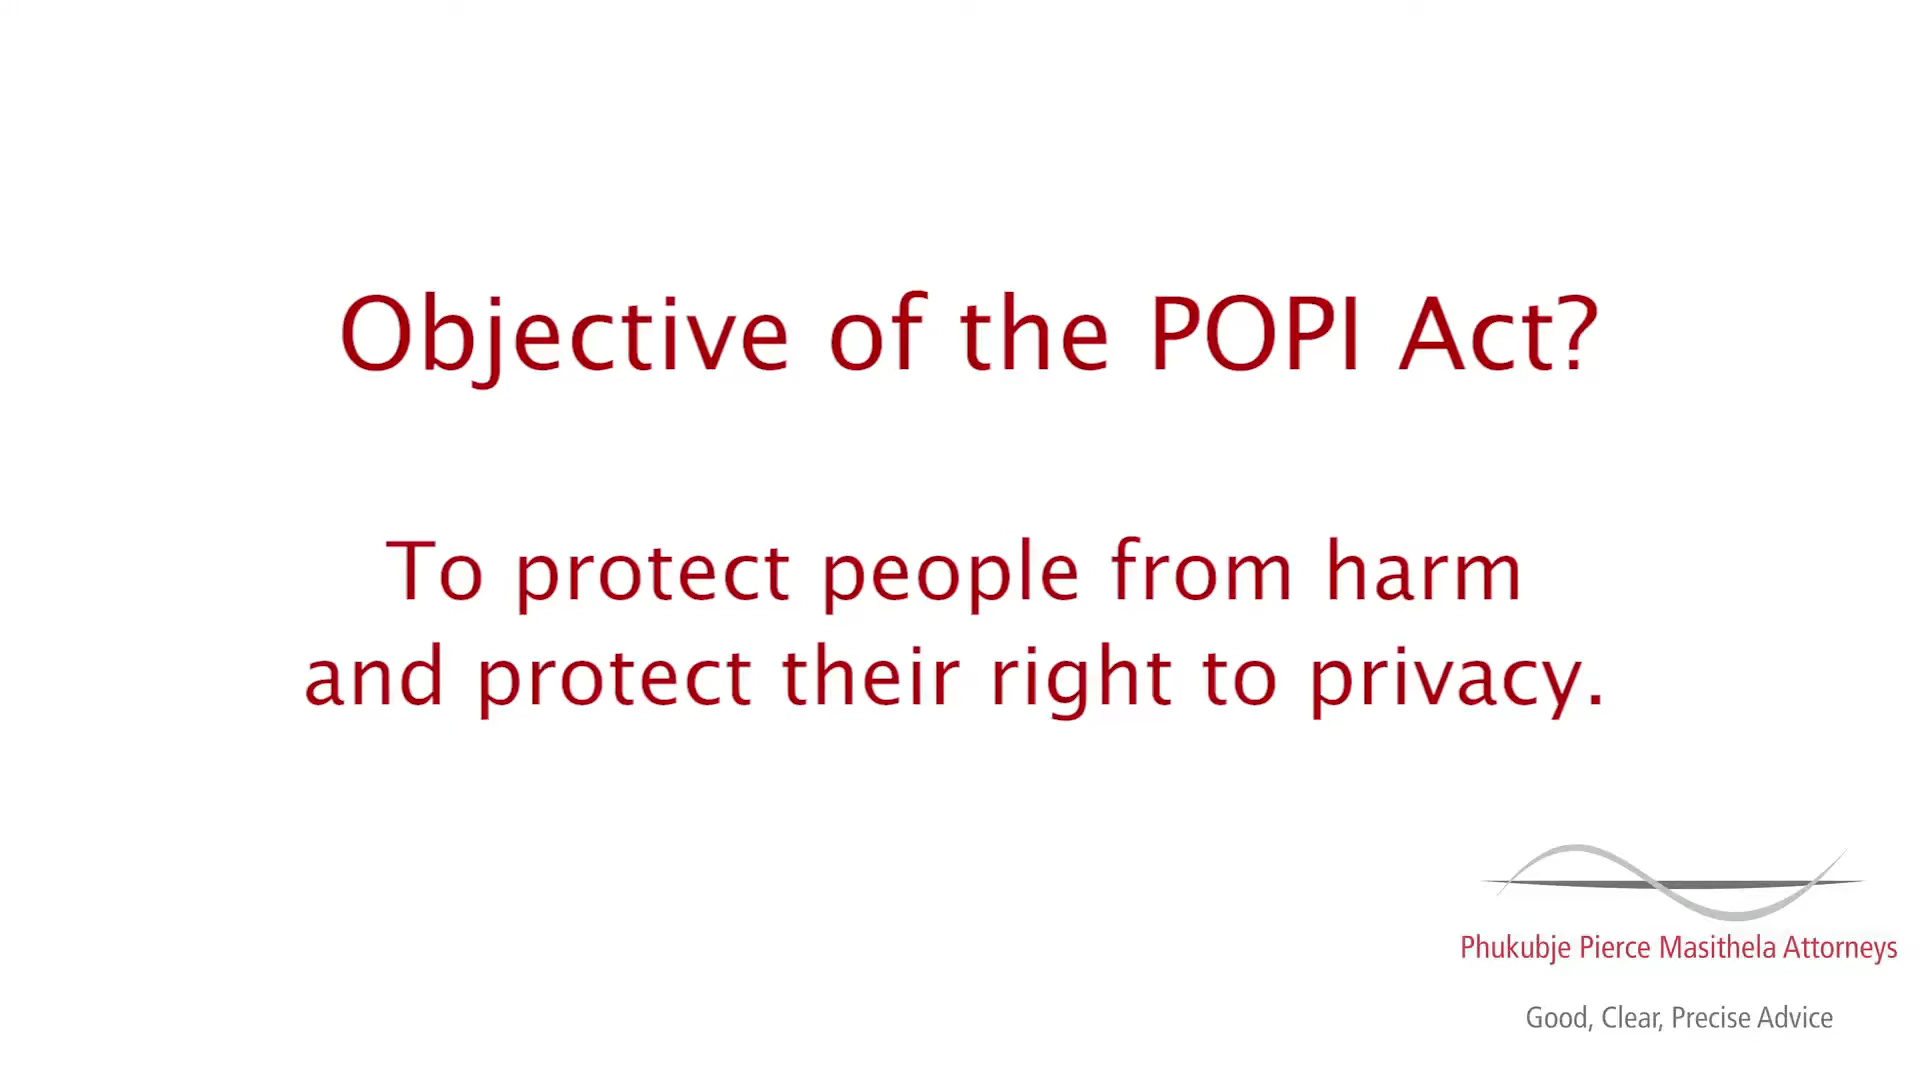 Objective of the POPI Act?
To protect people from harm
and protect their right to privacy.
Phukubje Pierce Masithela Attorneys
Good, Clear, Precise Advice